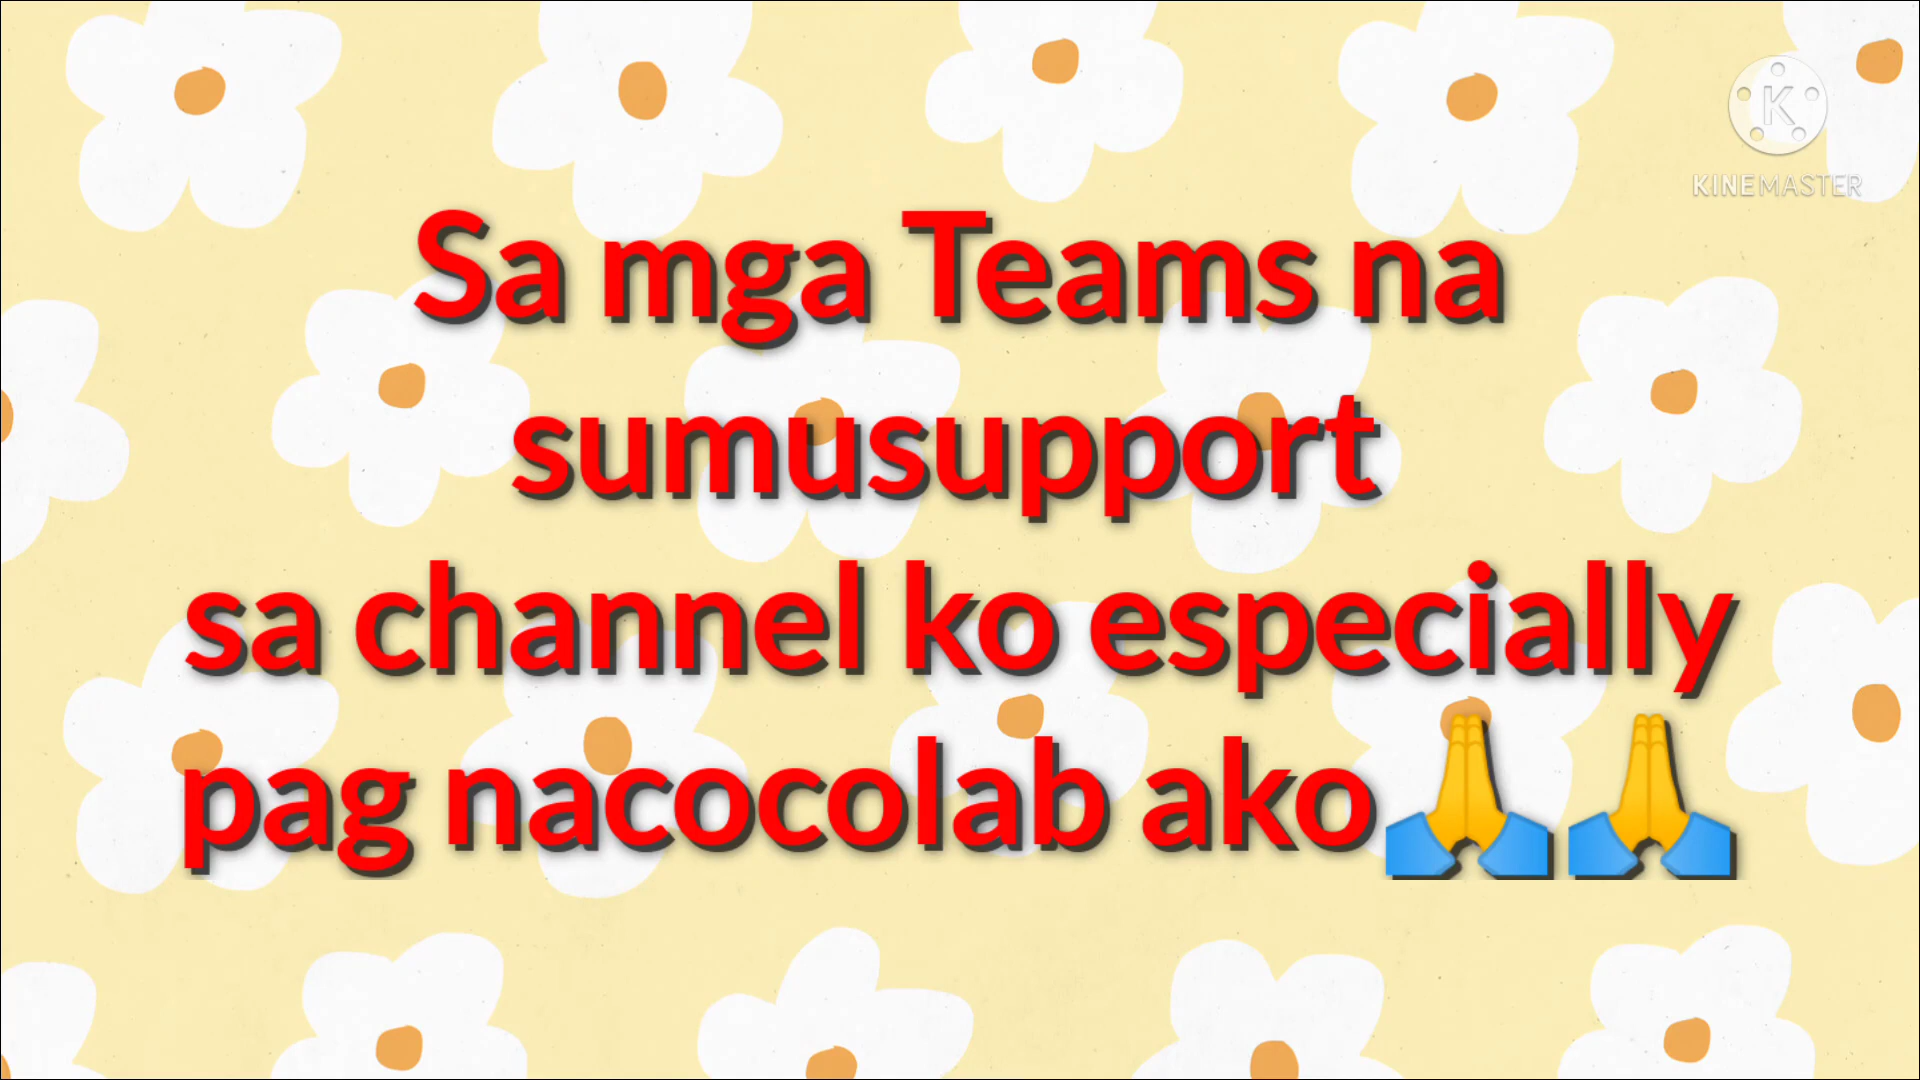 K
KINEMASTER
Sa mga Teams na
sumusupport
sa channel ko especially
pag nacocolab ako🙏🙏